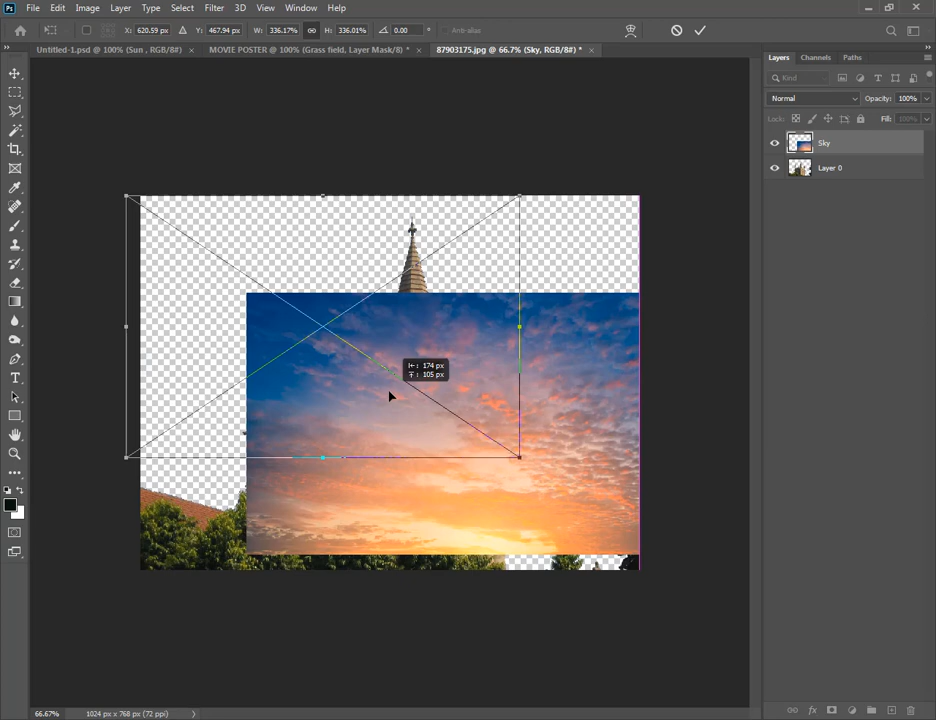 Ps File Edit Image Layer Type Select Filter 3D View Window Help
X: 620.59 px Y: 467.94 px W: 336.17% H: 336.01% 0.00 ° Anti-alias
Untitled-1.psd @ 100% (Sun , RGB/8*) × MOVIE POSTER @ 100% (Grass field, Layer Mask/8) * × 87903175.jpg @ 66.7% (Sky, RGB/8#) * ×
Layers Channels Paths
Kind
Normal Opacity: 100%
Lock: Fill: 100%
Sky
Layer 0
174 px
105 px
66.67% 1024 px x 768 px (72 ppi)